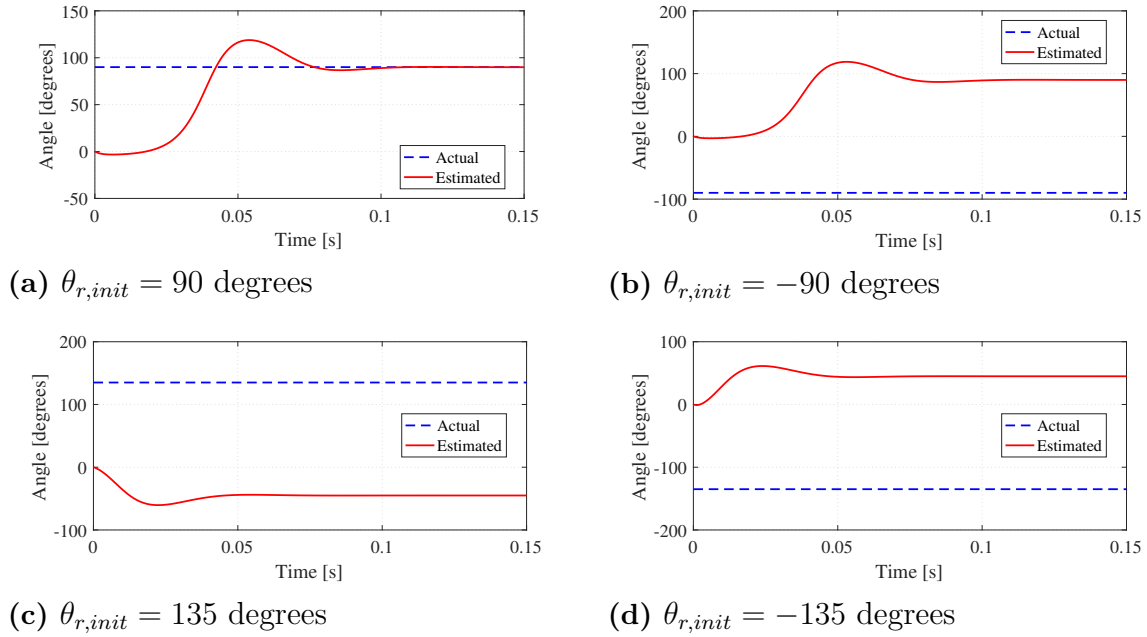 150
100
50
0
-50
Angle [degrees]
Actual
Estimated
0
0.05
0.1
0.15
Time [s]
(a) θr,init = 90 degrees
100
0
-100
-200
Angle [degrees]
Actual
Estimated
0
0.05
0.1
0.15
Time [s]
(b) θr,init = −90 degrees
200
100
0
-100
Angle [degrees]
Actual
Estimated
0
0.05
0.1
0.15
Time [s]
(c) θr,init = 135 degrees
100
0
-100
-200
Angle [degrees]
Actual
Estimated
0
0.05
0.1
0.15
Time [s]
(d) θr,init = −135 degrees